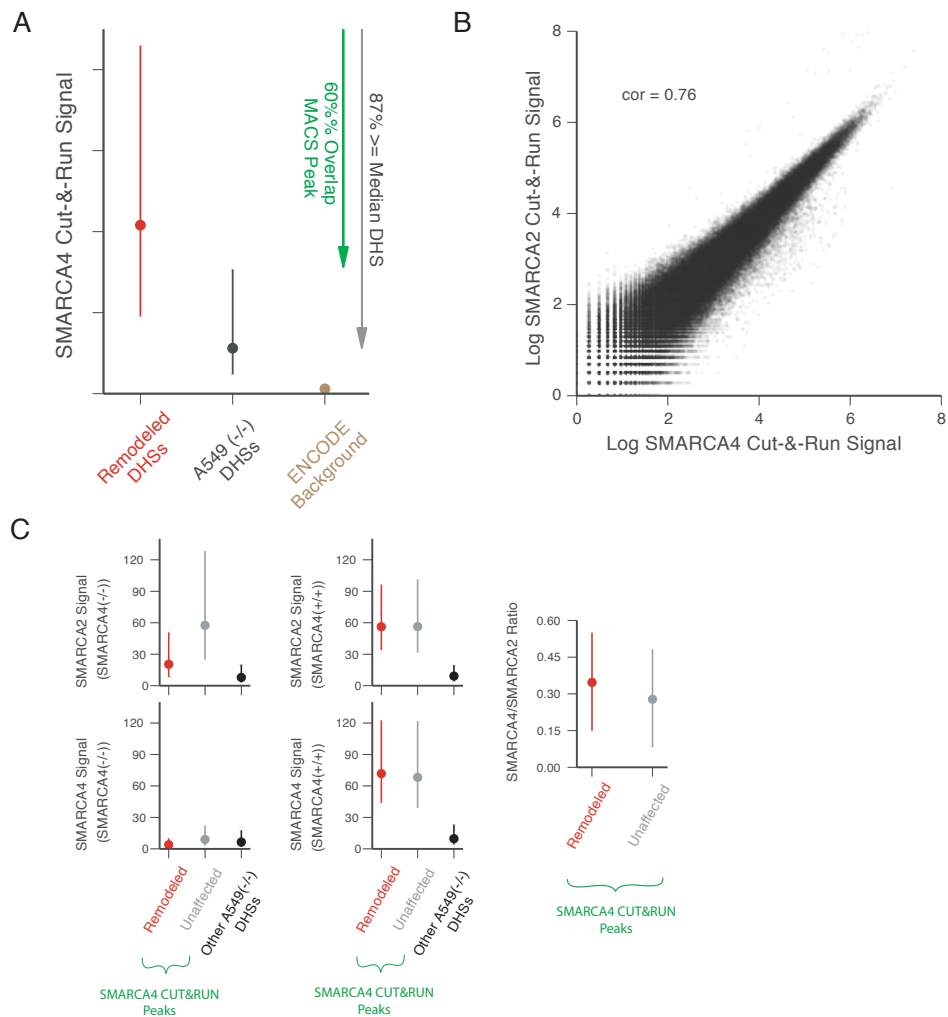 A
SMARCA4 Cut-&-Run Signal
60%% Overlap
MACS Peak
87% >= Median DHS
Remodeled
DHSs
A549 (-/-)
DHSs
ENCODE
Background
B
cor = 0.76
Log SMARCA2 Cut-&-Run Signal
8
6
4
2
0
0
2
4
6
8
Log SMARCA4 Cut-&-Run Signal
C
SMARCA2 Signal
(SMARCA4(-/-))
120
90
60
30
0
SMARCA2 Signal
(SMARCA4(+/+))
120
90
60
30
0
SMARCA4 Signal
(SMARCA4(-/-))
120
90
60
30
0
Remodeled
Unaffected
Other A549(-/-)
DHSs
SMARCA4 CUT&RUN
Peaks
SMARCA4 Signal
(SMARCA4(+/+))
120
90
60
30
0
Remodeled
Unaffected
Other A549(-/-)
DHSs
SMARCA4 CUT&RUN
Peaks
SMARCA4/SMARCA2 Ratio
0.60
0.45
0.30
0.15
0.00
Remodeled
Unaffected
SMARCA4 CUT&RUN
Peaks